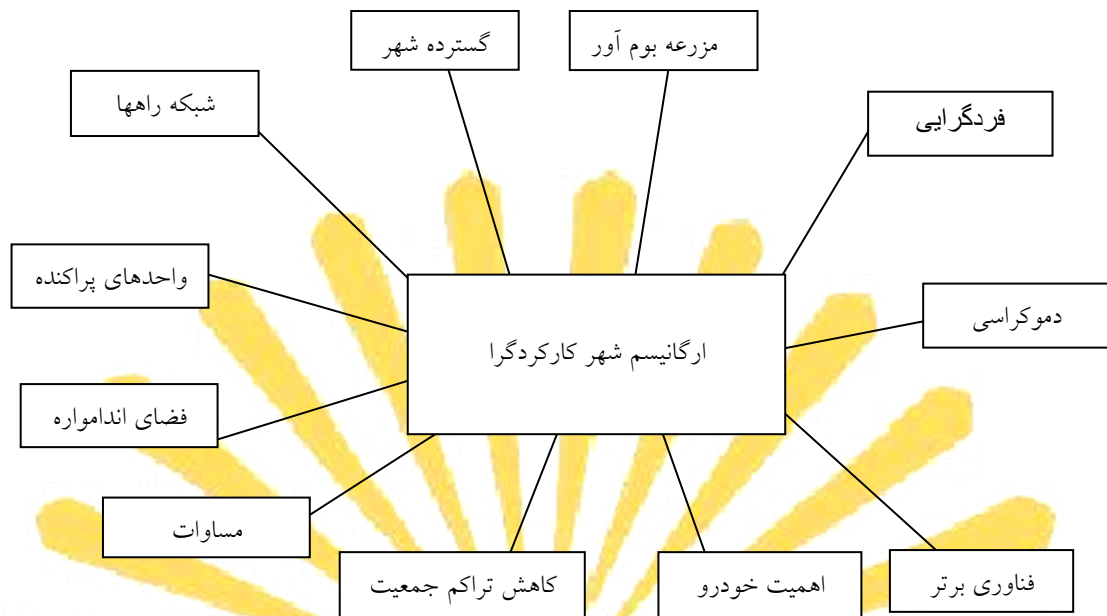 مزرعه بوم آور
گسترده شهر
شبکه راهها
فردگرایی
واحدهای پراکنده
دموکراسی
ارگانیسم شهر کارکردگرا
فضای اندامواره
مساوات
کاهش تراکم جمعیت
اهمیت خودرو
فناوری برتر